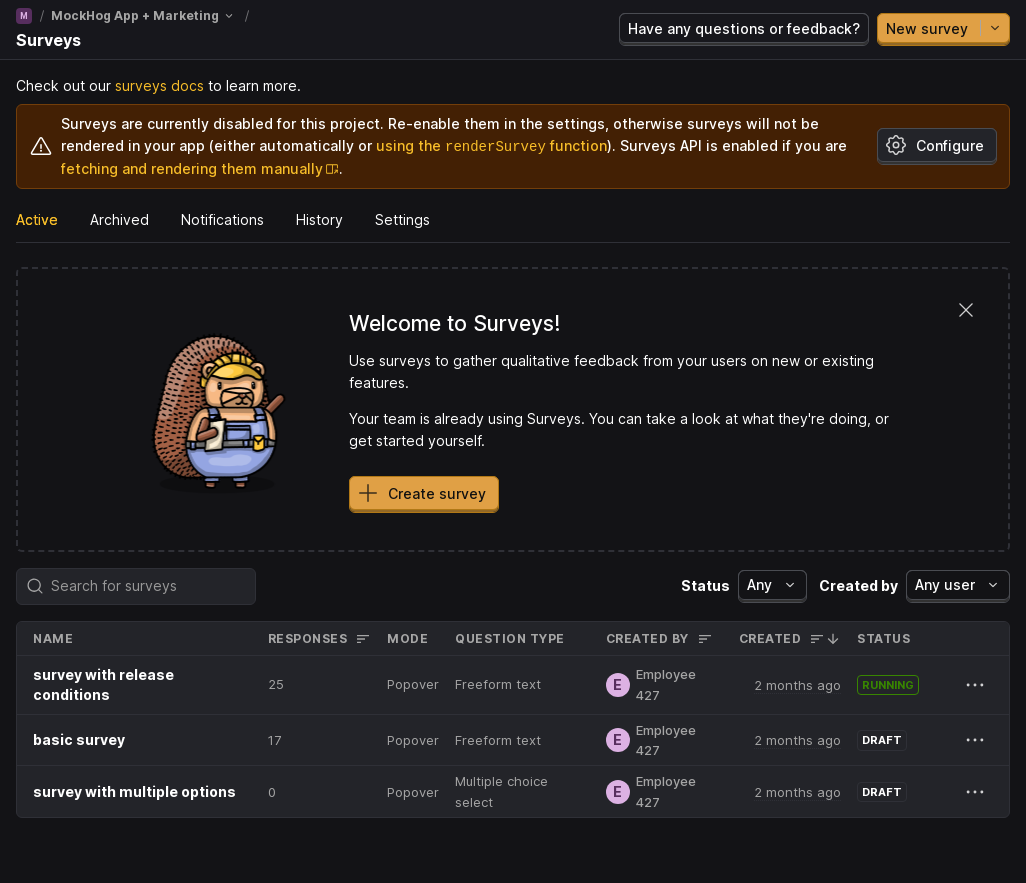 M / MockHog App + Marketing /
Surveys
Have any questions or feedback?
New survey
Check out our surveys docs to learn more.
Surveys are currently disabled for this project. Re-enable them in the settings, otherwise surveys will not be
rendered in your app (either automatically or using the renderSurvey function). Surveys API is enabled if you are
fetching and rendering them manually.
Configure
Active Archived Notifications History Settings
Welcome to Surveys!
Use surveys to gather qualitative feedback from your users on new or existing
features.
Your team is already using Surveys. You can take a look at what they're doing, or
get started yourself.
Create survey
Search for surveys
Status Any Created by Any user
NAME RESPONSES MODE QUESTION TYPE CREATED BY CREATED STATUS
survey with release
conditions
25 Popover Freeform text
E Employee
427
2 months ago RUNNING
basic survey 17 Popover Freeform text
E Employee
427
2 months ago DRAFT
survey with multiple options 0 Popover
Multiple choice
select
E Employee
427
2 months ago DRAFT